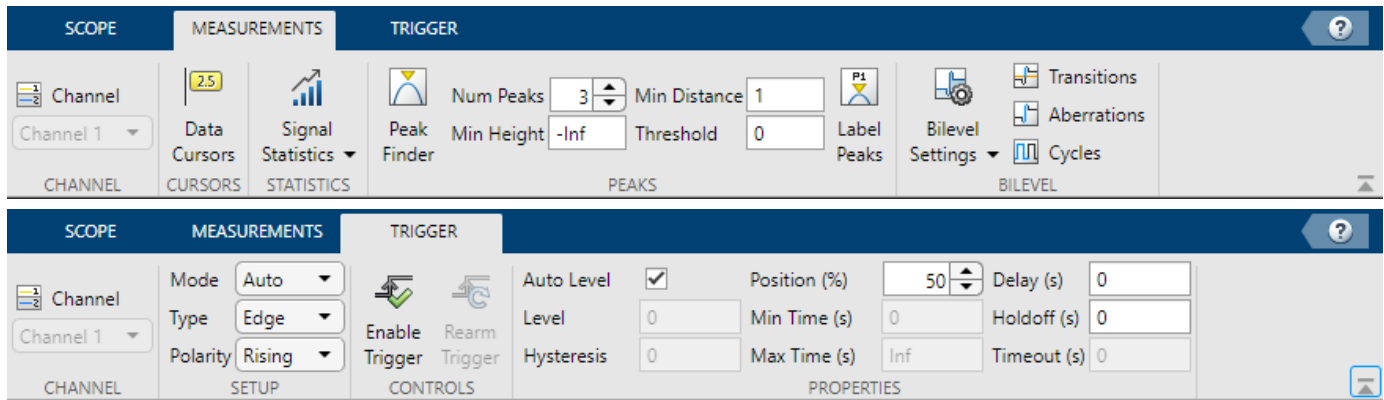 SCOPE MEASUREMENTS TRIGGER ?
Channel 2.5 Num Peaks 3 Min Distance 1 P1 Transitions
Channel 1 Data Cursors Signal Statistics Peak Finder Min Height -Inf Threshold 0 Label Peaks Bilevel Settings Aberrations
Cycles
CHANNEL CURSORS STATISTICS PEAKS BILEVEL
SCOPE MEASUREMENTS TRIGGER ?
Mode Auto Auto Level Position (%) 50 Delay (s) 0
Channel Type Edge Level 0 Min Time (s) 0 Holdoff (s) 0
Channel 1 Polarity Rising Enable Trigger Rearm Trigger Hysteresis 0 Max Time (s) Inf Timeout (s) 0
CHANNEL SETUP CONTROLS PROPERTIES